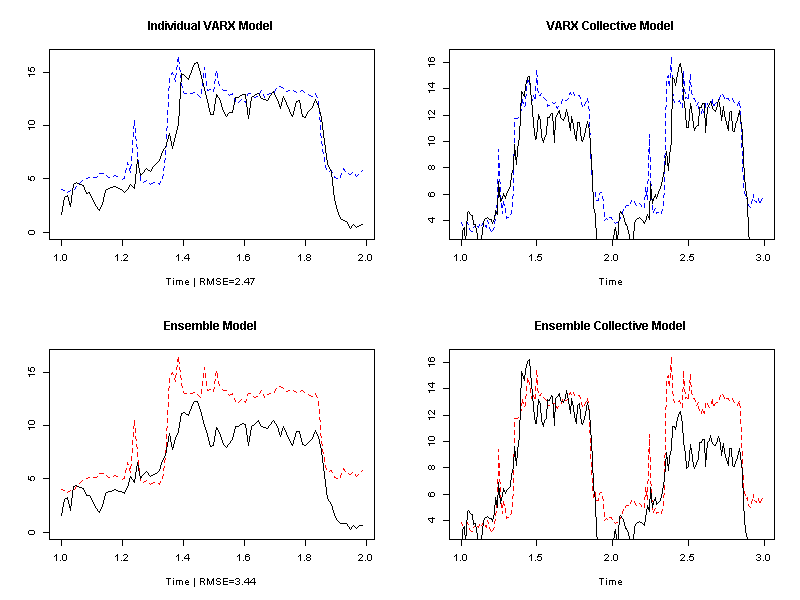 Individual VARX Model
15
10
5
0
1.0 1.2 1.4 1.6 1.8 2.0
Time | RMSE=2.47
VARX Collective Model
16
14
12
10
8
6
4
1.0 1.5 2.0 2.5 3.0
Time
Ensemble Model
15
10
5
0
1.0 1.2 1.4 1.6 1.8 2.0
Time | RMSE=3.44
Ensemble Collective Model
16
14
12
10
8
6
4
1.0 1.5 2.0 2.5 3.0
Time